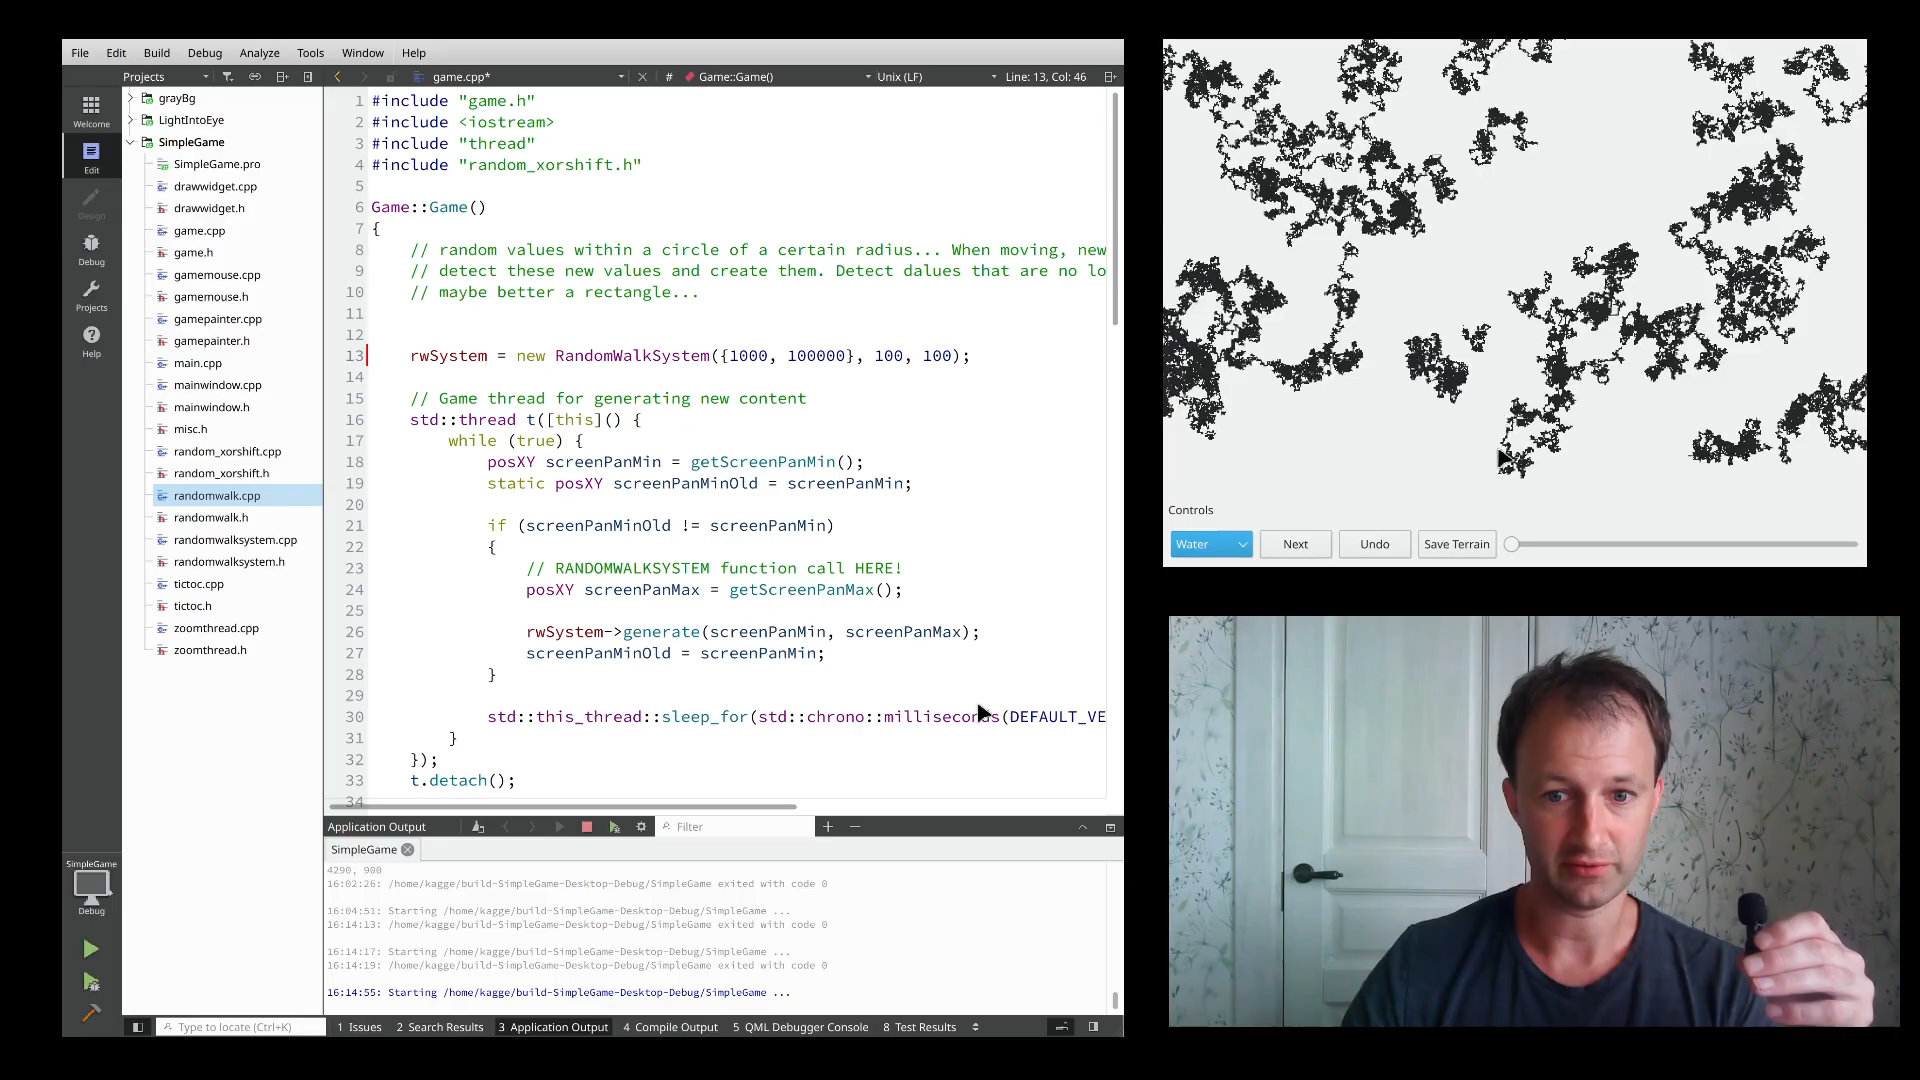 File Edit Build Debug Analyze Tools Window Help
Projects game.cpp* # Game::Game() Unix (LF) Line: 13, Col: 46
Welcome
Edit
Design
Debug
Projects
Help
grayBg
LightIntoEye
SimpleGame
SimpleGame.pro
drawwidget.cpp
drawwidget.h
game.cpp
game.h
gamemouse.cpp
gamemouse.h
gamepainter.cpp
gamepainter.h
main.cpp
mainwindow.cpp
mainwindow.h
misc.h
random_xorshift.cpp
random_xorshift.h
randomwalk.cpp
randomwalk.h
randomwalksystem.cpp
randomwalksystem.h
tictoc.cpp
tictoc.h
zoomthread.cpp
zoomthread.h
1 #include "game.h"
2 #include <iostream>
3 #include "thread"
4 #include "random_xorshift.h"
5
6 Game::Game()
7 {
8 // random values within a circle of a certain radius... When moving, new
9 // detect these new values and create them. Detect dalues that are no lo
10 // maybe better a rectangle...
11
12
13 rwSystem = new RandomWalkSystem({1000, 100000}, 100, 100);
14
15 // Game thread for generating new content
16 std::thread t([this]() {
17 while (true) {
18 posXY screenPanMin = getScreenPanMin();
19 static posXY screenPanMinOld = screenPanMin;
20
21 if (screenPanMinOld != screenPanMin)
22 {
23 // RANDOMWALKSYSTEM function call HERE!
24 posXY screenPanMax = getScreenPanMax();
25
26 rwSystem->generate(screenPanMin, screenPanMax);
27 screenPanMinOld = screenPanMin;
28 }
29
30 std::this_thread::sleep_for(std::chrono::milliseconds(DEFAULT_VE
31 }
32 });
33 t.detach();
34
Application Output Filter
SimpleGame
4290, 900
16:02:26: /home/kagge/build-SimpleGame-Desktop-Debug/SimpleGame exited with code 0
16:04:51: Starting /home/kagge/build-SimpleGame-Desktop-Debug/SimpleGame ...
16:14:13: /home/kagge/build-SimpleGame-Desktop-Debug/SimpleGame exited with code 0
16:14:17: Starting /home/kagge/build-SimpleGame-Desktop-Debug/SimpleGame ...
16:14:19: /home/kagge/build-SimpleGame-Desktop-Debug/SimpleGame exited with code 0
16:14:55: Starting /home/kagge/build-SimpleGame-Desktop-Debug/SimpleGame ...
SimpleGame
Debug
Type to locate (Ctrl+K) 1 Issues 2 Search Results 3 Application Output 4 Compile Output 5 QML Debugger Console 8 Test Results
Controls
Water Next Undo Save Terrain